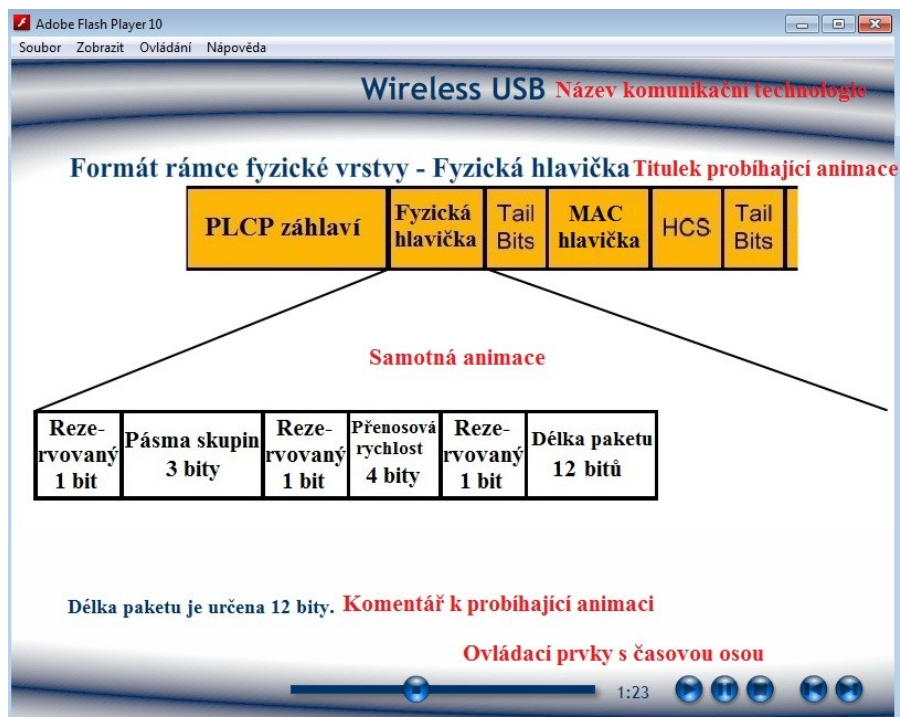 Adobe Flash Player 10
Soubor Zobrazit Ovládání Nápověda
Wireless USB Název komunikační technologie
Formát rámce fyzické vrstvy - Fyzická hlavička Titulek probíhající animace
PLCP záhlaví
Fyzická
hlavička
Tail
Bits
MAC
hlavička
HCS
Tail
Bits
Samotná animace
Reze-
rvovaný
1 bit
Pásma skupin
3 bity
Reze-
rvovaný
1 bit
Přenosová
rychlost
4 bity
Reze-
rvovaný
1 bit
Délka paketu
12 bitů
Délka paketu je určena 12 bity. Komentář k probíhající animaci
Ovládací prvky s časovou osou
1:23